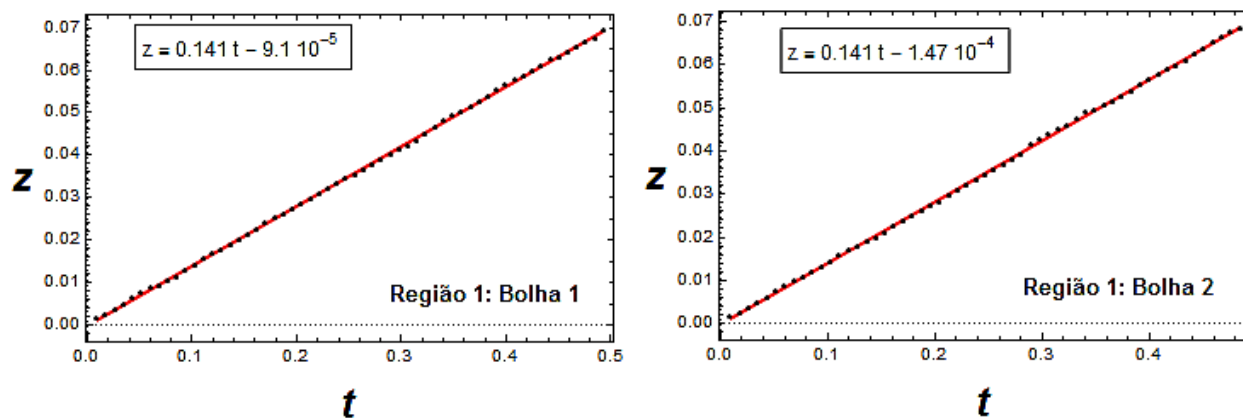 z = 0.141 t − 9.1 10⁻⁵
0.07
0.06
0.05
0.04
0.03
0.02
0.01
0.00
z
Região 1: Bolha 1
0.0 0.1 0.2 0.3 0.4 0.5
t
z = 0.141 t − 1.47 10⁻⁴
0.07
0.06
0.05
0.04
0.03
0.02
0.01
0.00
z
Região 1: Bolha 2
0.0 0.1 0.2 0.3 0.4
t